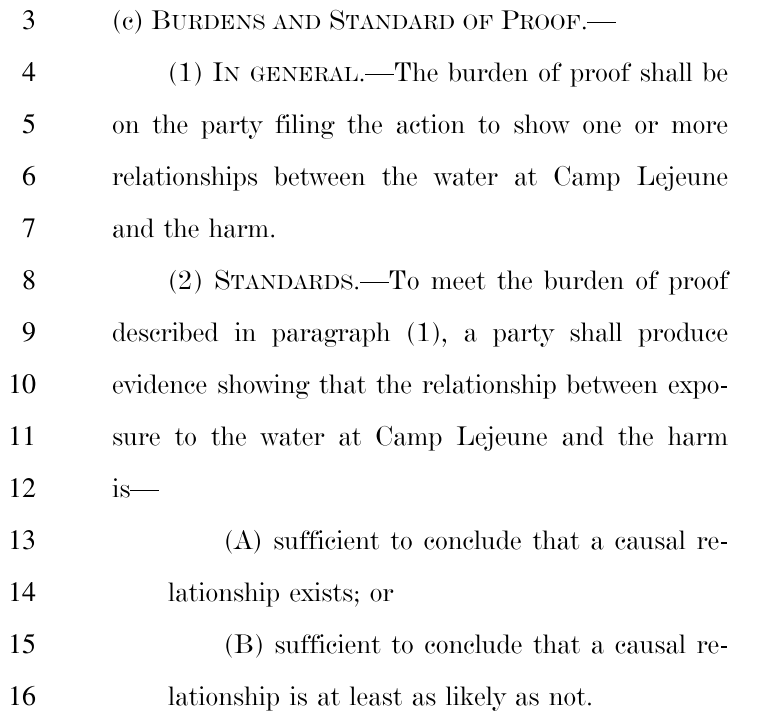 3 (c) BURDENS AND STANDARD OF PROOF.—
4 (1) IN GENERAL.—The burden of proof shall be
5 on the party filing the action to show one or more
6 relationships between the water at Camp Lejeune
7 and the harm.
8 (2) STANDARDS.—To meet the burden of proof
9 described in paragraph (1), a party shall produce
10 evidence showing that the relationship between expo-
11 sure to the water at Camp Lejeune and the harm
12 is—
13 (A) sufficient to conclude that a causal re-
14 lationship exists; or
15 (B) sufficient to conclude that a causal re-
16 lationship is at least as likely as not.